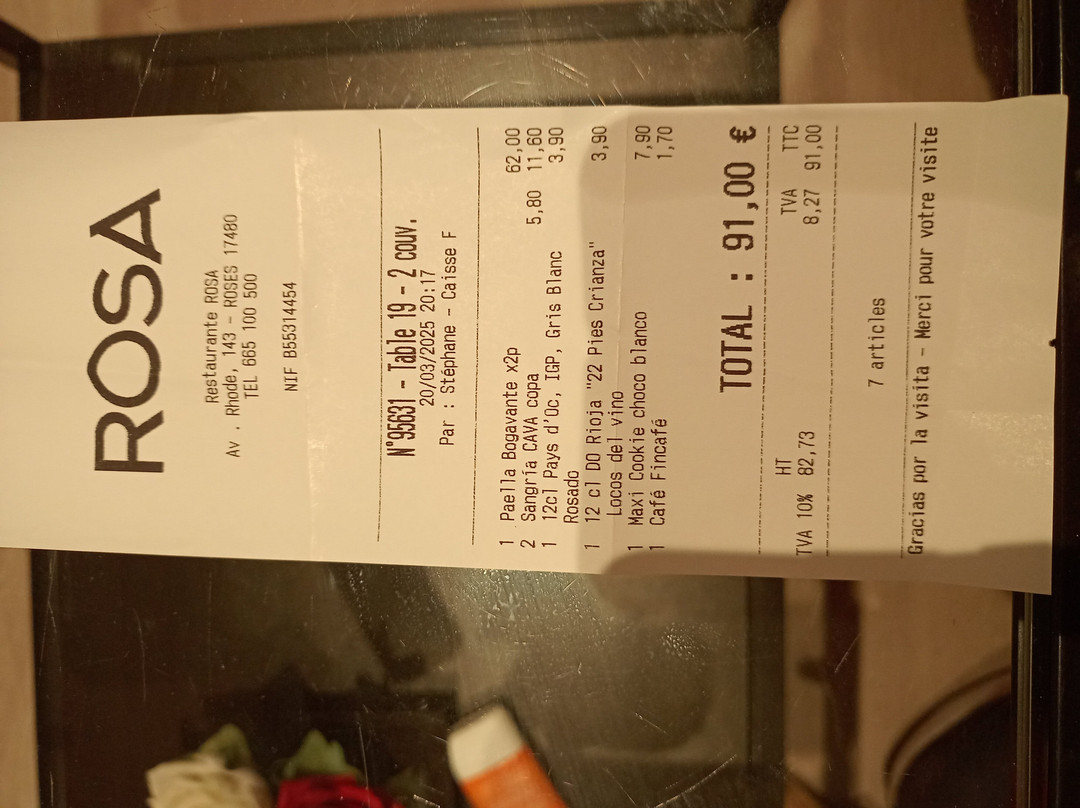 ROSA
Restaurante ROSA
Av . Rhode, 143 - ROSES 17480
TEL 665 100 500
NIF B55314454
N°95631 - Table 19 - 2 couv.
20/03/2025 20:17
Par : Stéphane - Caisse F
1 Paella Bogavante x2p 62,00
2 Sangría CAVA copa 5,80 11,60
1 12cl Pays d'Oc, IGP, Gris Blanc 3,90
Rosado
1 12 cl DO Rioja "22 Pies Crianza" 3,90
Locos del vino
1 Maxi Cookie choco blanco 7,90
1 Café Fincafé 1,70
TOTAL : 91,00 €
HT TVA TTC
TVA 10% 82,73 8,27 91,00
7 articles
Gracias por la visita - Merci pour votre visite